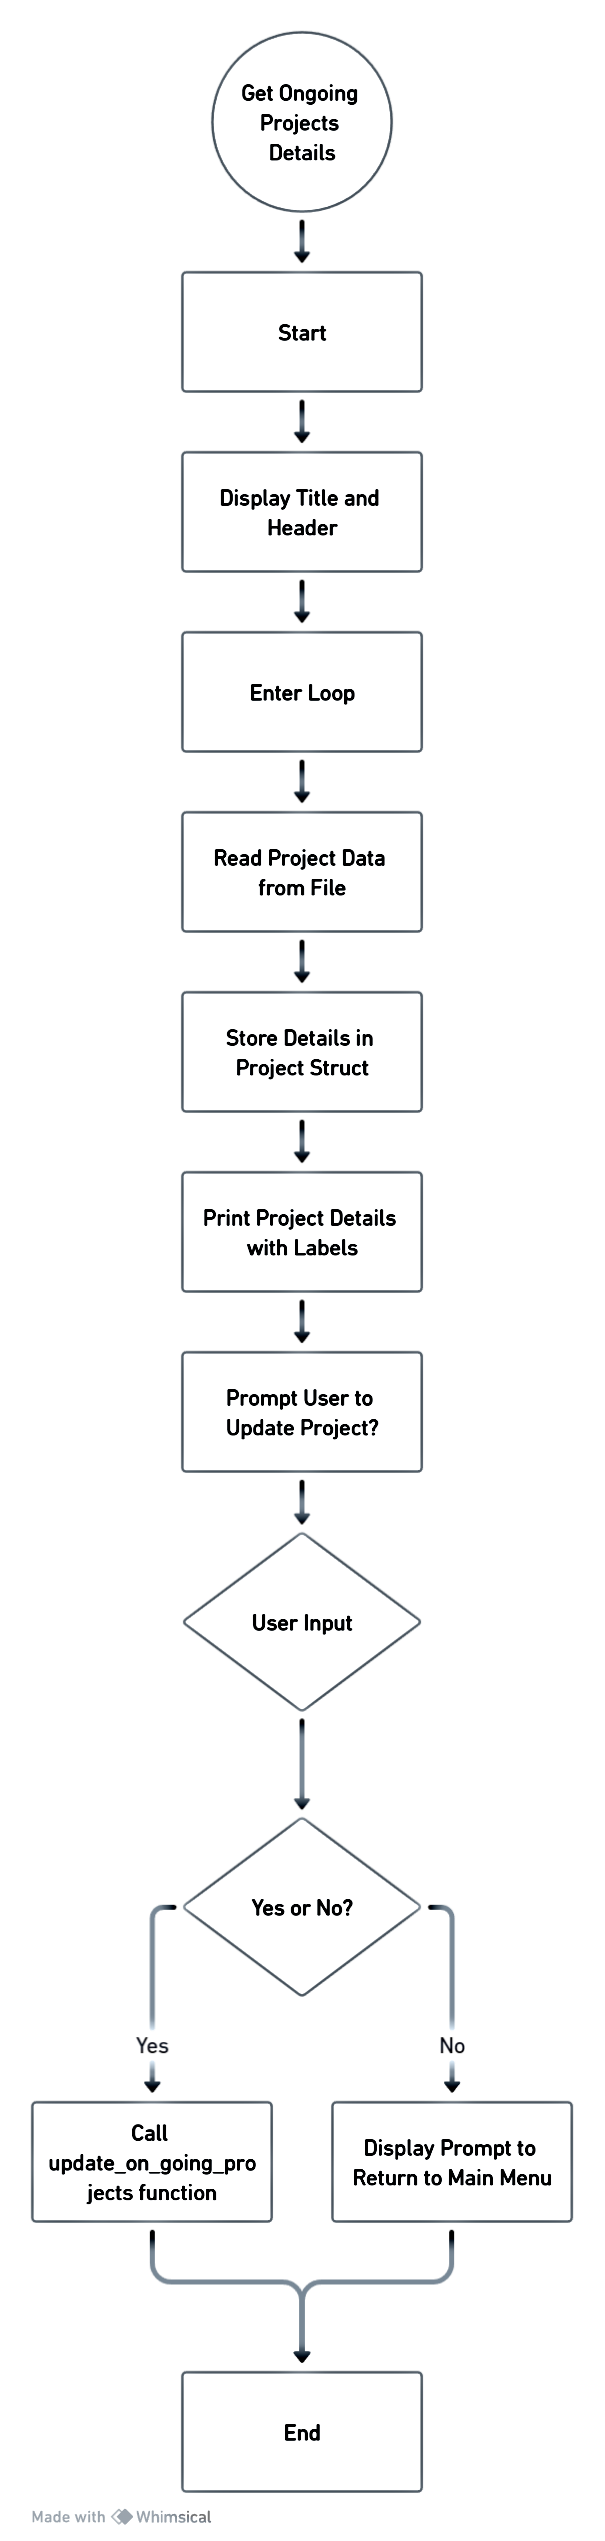 Get Ongoing
Projects
Details
Start
Display Title and
Header
Enter Loop
Read Project Data
from File
Store Details in
Project Struct
Print Project Details
with Labels
Prompt User to
Update Project?
User Input
Yes or No?
Yes
No
Call
update_on_going_pro
jects function
Display Prompt to
Return to Main Menu
End
Made with Whimsical